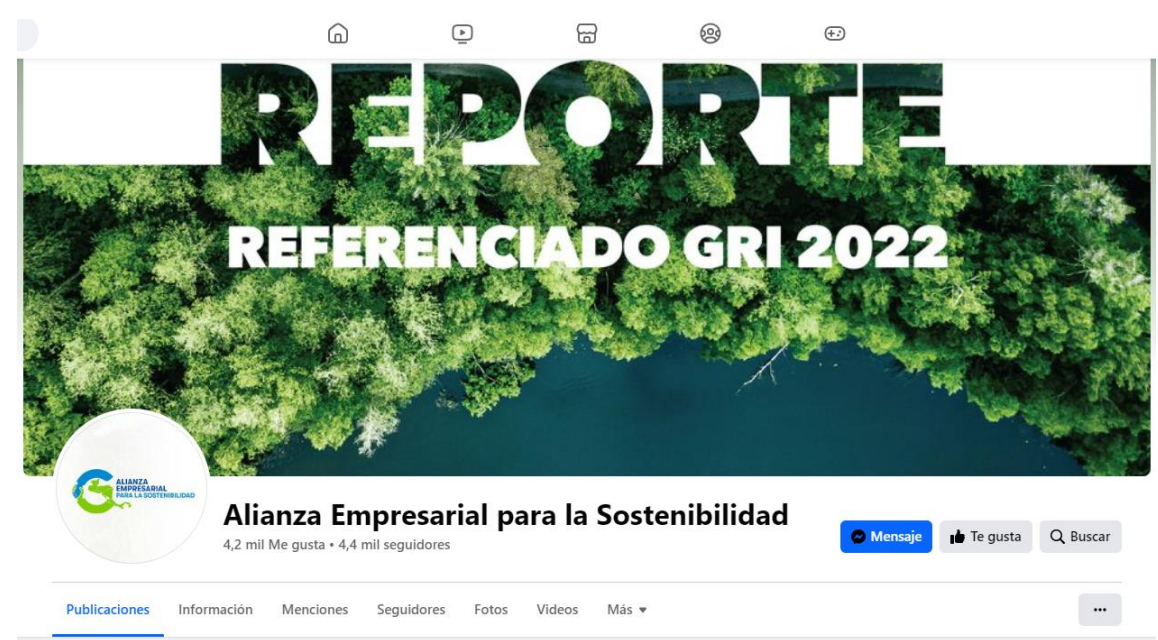 REPORTE
REFERENCIADO GRI 2022
ALIANZA
EMPRESARIAL
PARA LA SOSTENIBILIDAD
Alianza Empresarial para la Sostenibilidad
4,2 mil Me gusta • 4,4 mil seguidores
Mensaje
Te gusta
Buscar
Publicaciones
Información
Menciones
Seguidores
Fotos
Videos
Más